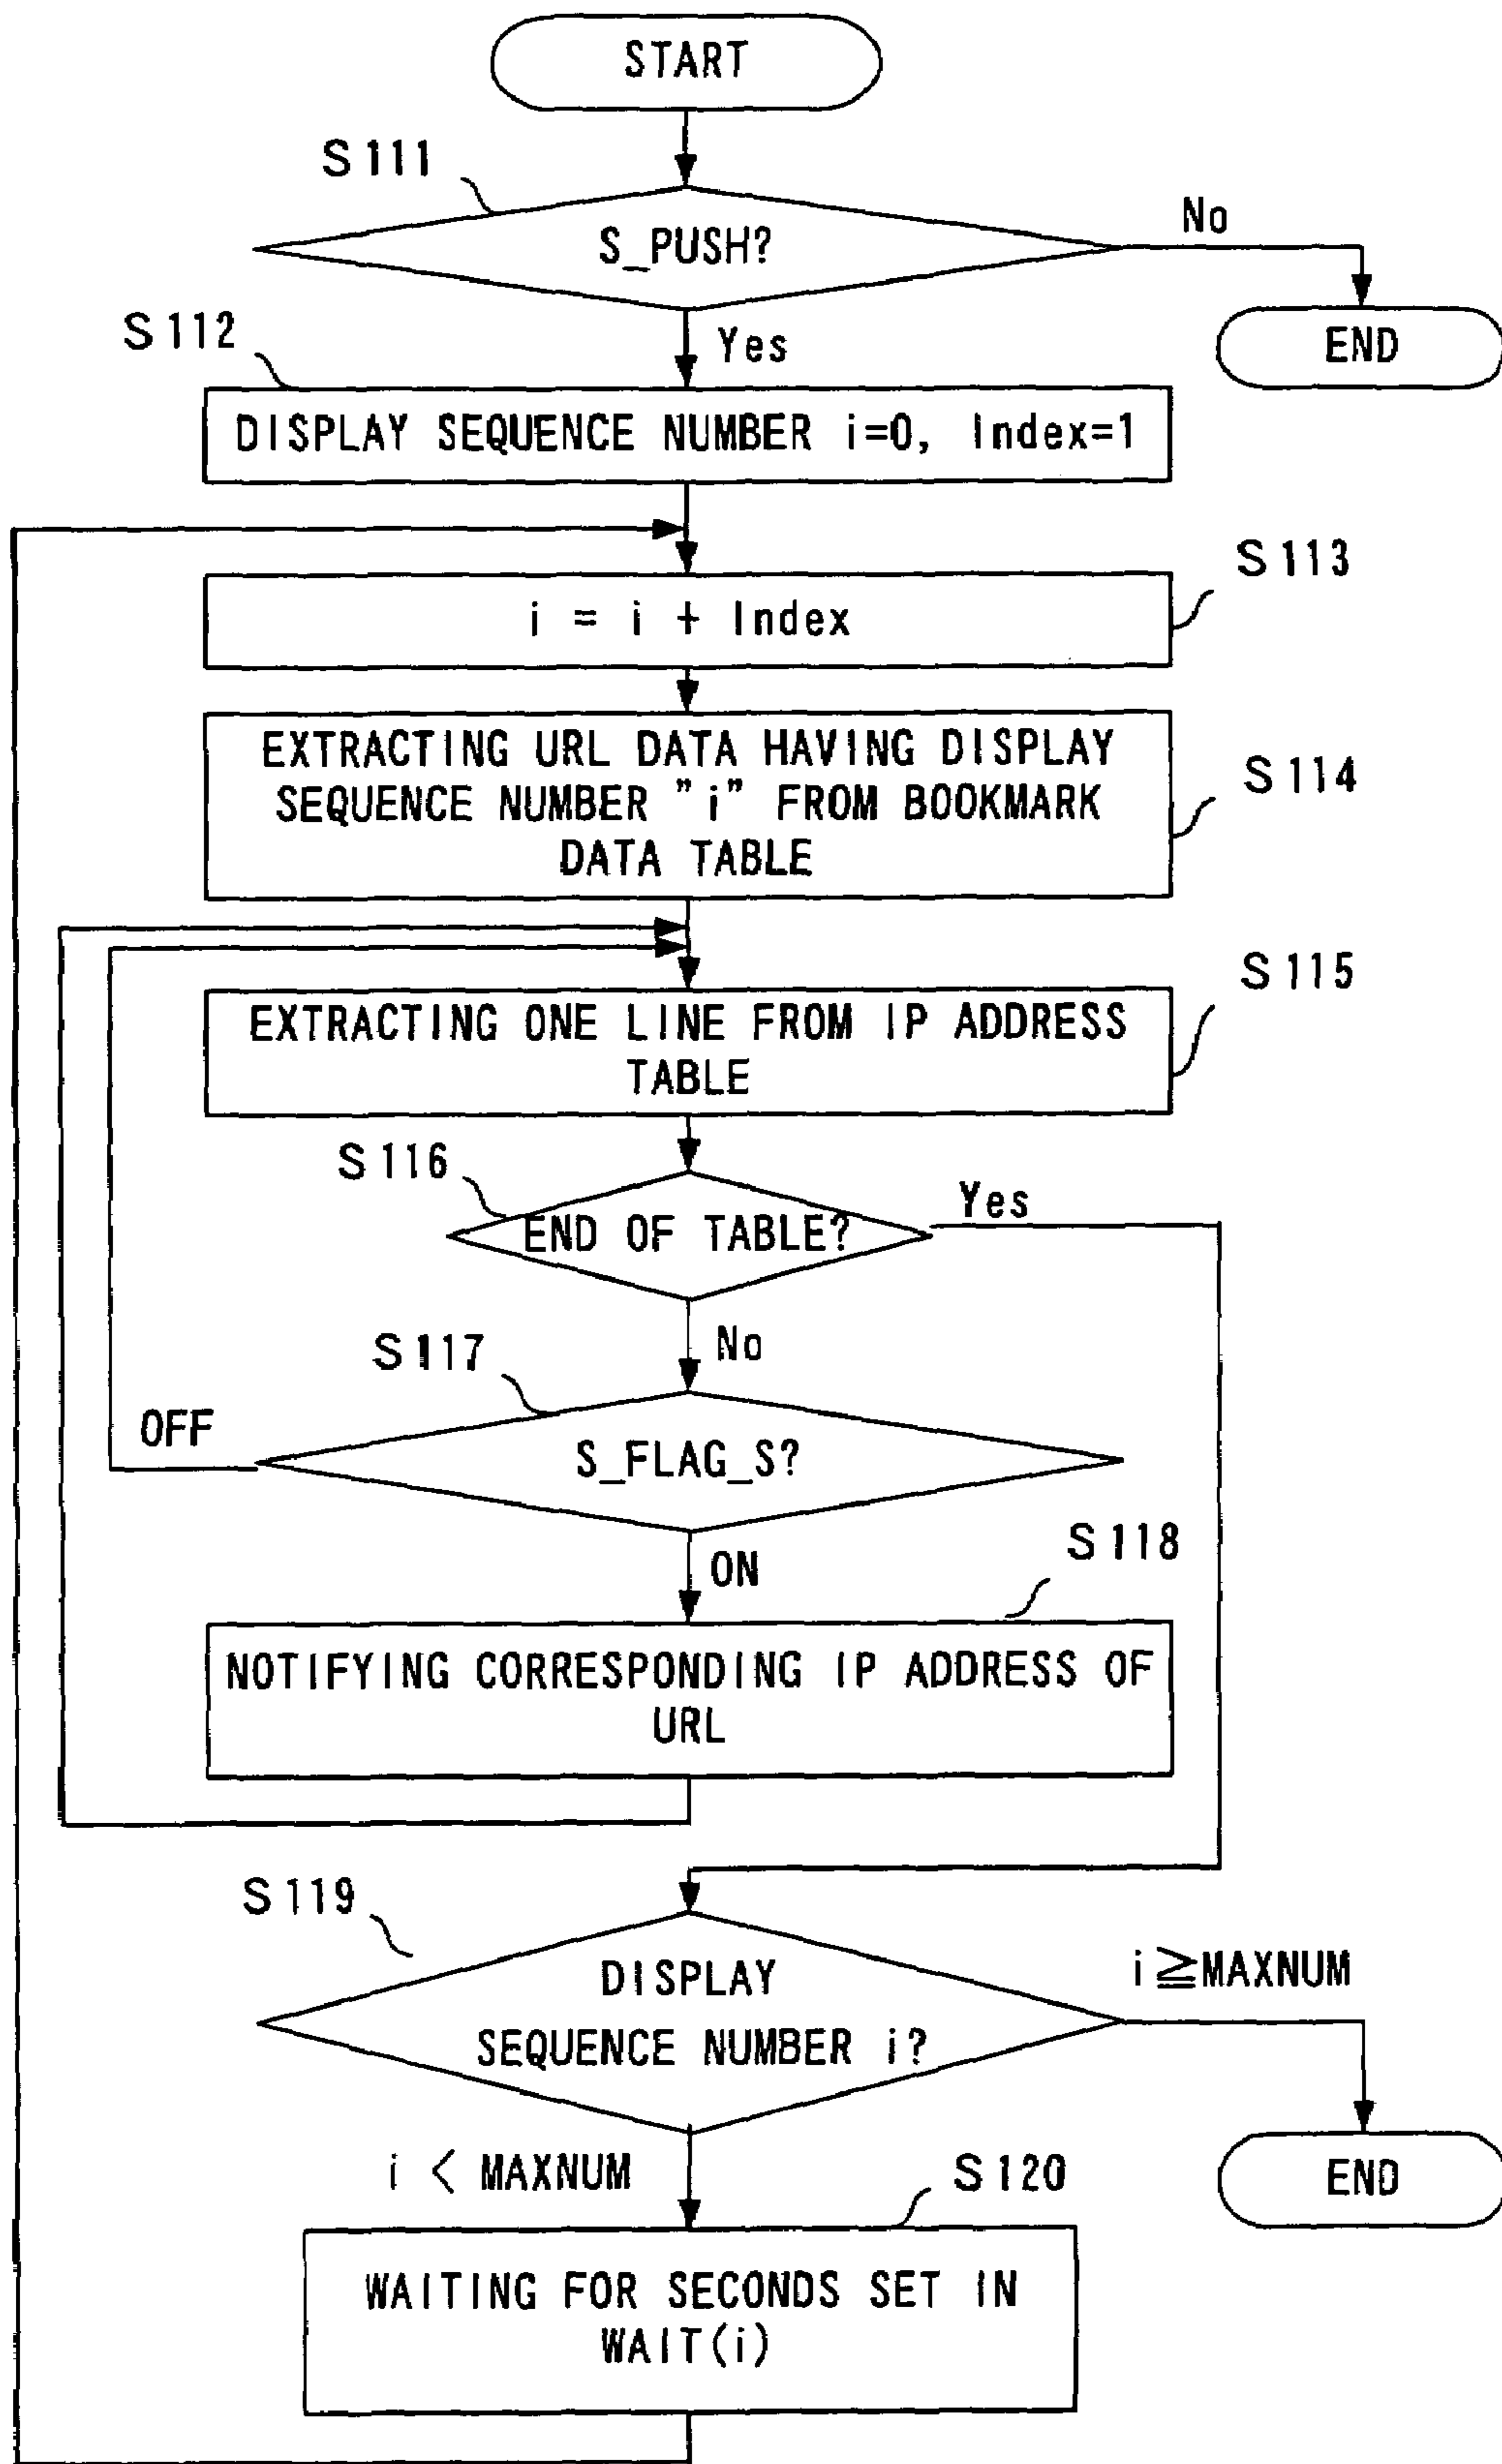 START
S111
S_PUSH?
No
END
S112
Yes
DISPLAY SEQUENCE NUMBER i=0, Index=1
S113
i = i + Index
EXTRACTING URL DATA HAVING DISPLAY
SEQUENCE NUMBER "i" FROM BOOKMARK
DATA TABLE
S114
S115
EXTRACTING ONE LINE FROM IP ADDRESS
TABLE
S116
END OF TABLE?
Yes
No
S117
OFF
S_FLAG_S?
ON
S118
NOTIFYING CORRESPONDING IP ADDRESS OF
URL
S119
DISPLAY
SEQUENCE NUMBER i?
i≧MAXNUM
END
i < MAXNUM
S120
WAITING FOR SECONDS SET IN
WAIT(i)